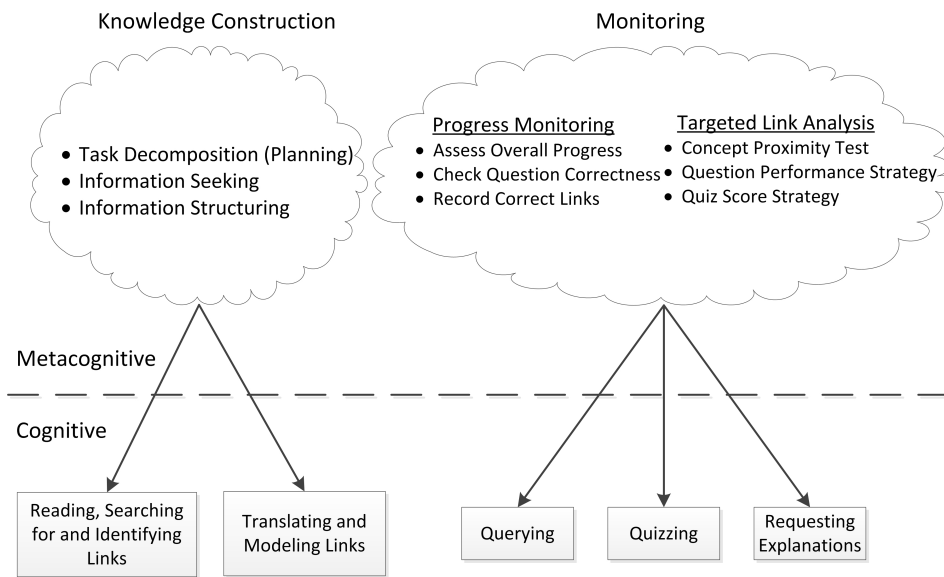 Knowledge Construction
Monitoring
• Task Decomposition (Planning)
• Information Seeking
• Information Structuring
Progress Monitoring
• Assess Overall Progress
• Check Question Correctness
• Record Correct Links
Targeted Link Analysis
• Concept Proximity Test
• Question Performance Strategy
• Quiz Score Strategy
Metacognitive
Cognitive
Reading, Searching
for and Identifying
Links
Translating and
Modeling Links
Querying
Quizzing
Requesting
Explanations